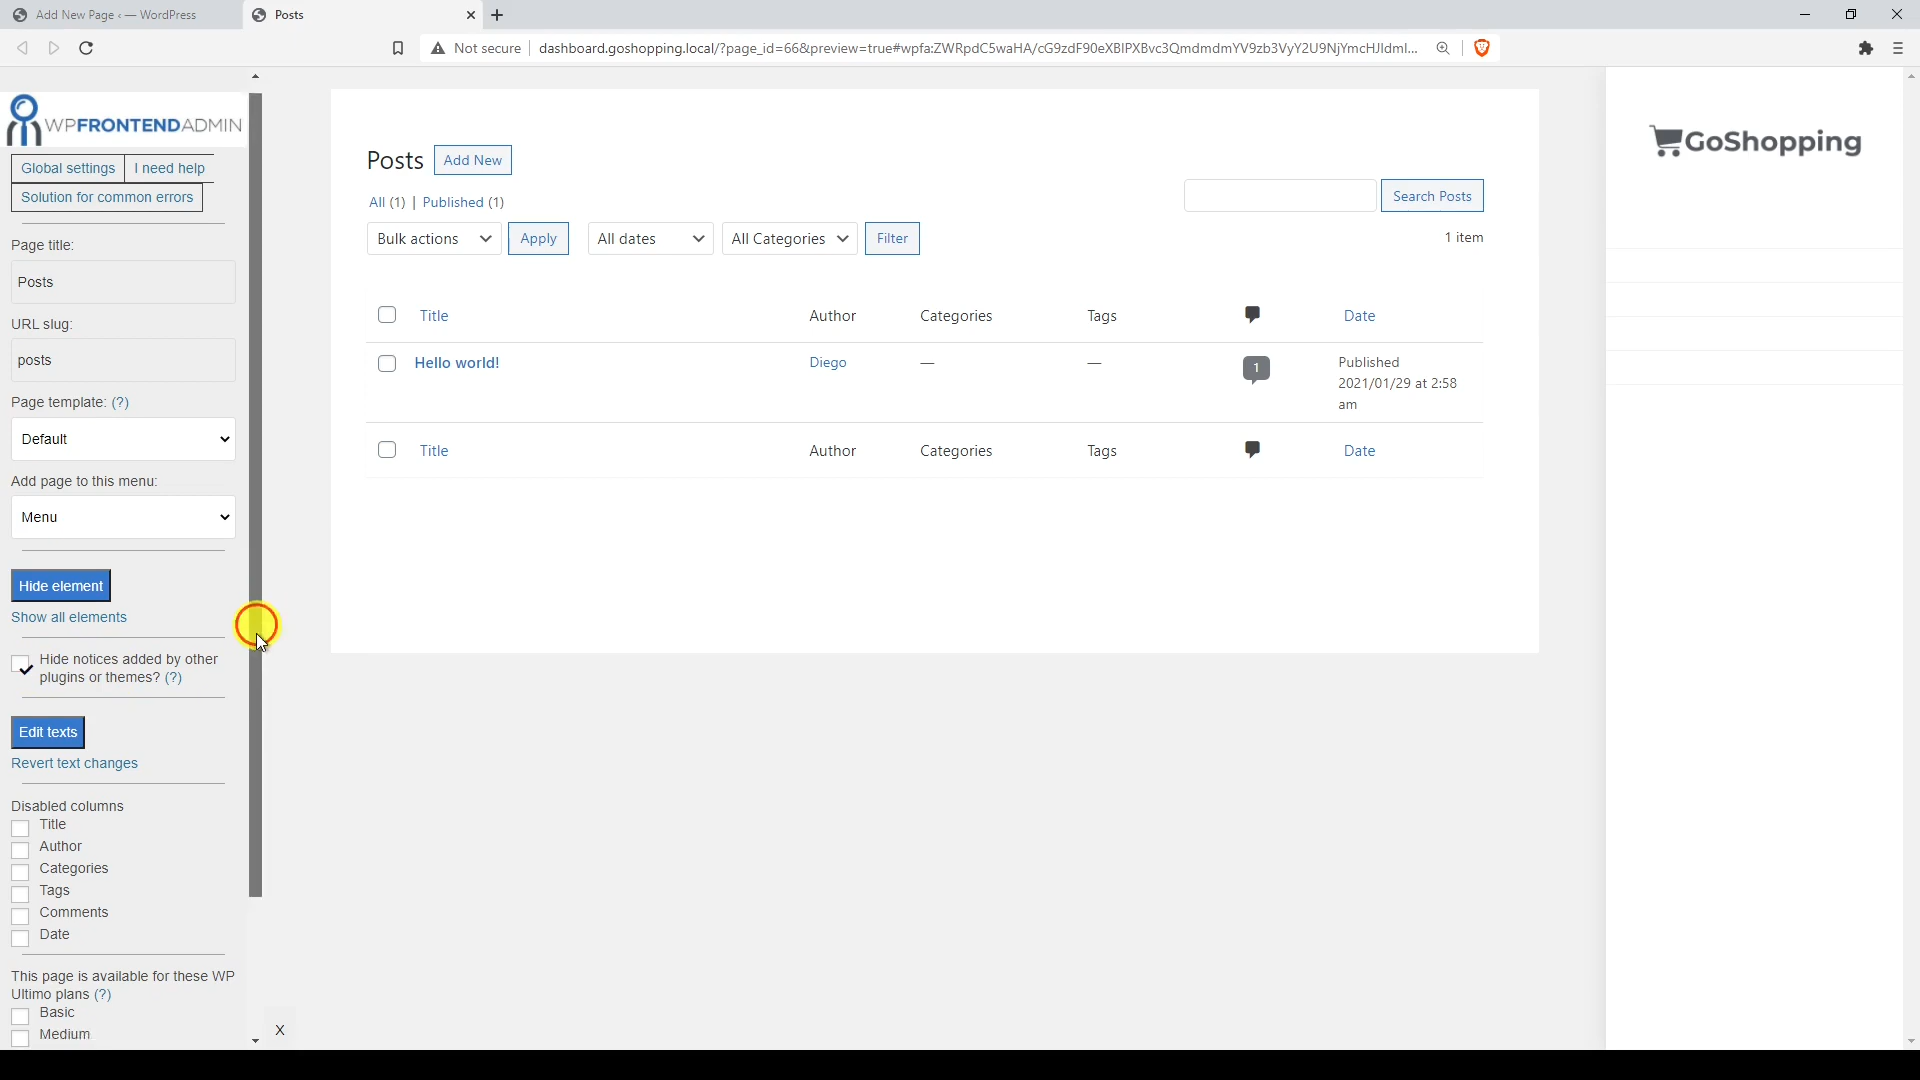 Add New Page ‹ — WordPress
Posts
Not secure
dashboard.goshopping.local/?page_id=66&preview=true#wpfa:ZWRpdC5waHA/cG9zdF90eXBlPXBvc3QmdmdmYV9zb3VyY2U9NjYmcHJldml...
WPFRONTENDADMIN
Global settings
I need help
Solution for common errors
Page title:
Posts
URL slug:
posts
Page template: (?)
Default
Add page to this menu:
Menu
Hide element
Show all elements
Hide notices added by other
plugins or themes? (?)
Edit texts
Revert text changes
Disabled columns
Title
Author
Categories
Tags
Comments
Date
This page is available for these WP
Ultimo plans (?)
Basic
Medium
X
Posts
Add New
All (1) | Published (1)
Search Posts
Bulk actions
Apply
All dates
All Categories
Filter
1 item
Title Author Categories Tags Date
Hello world! Diego — — 1 Published
2021/01/29 at 2:58
am
Title Author Categories Tags Date
GoShopping